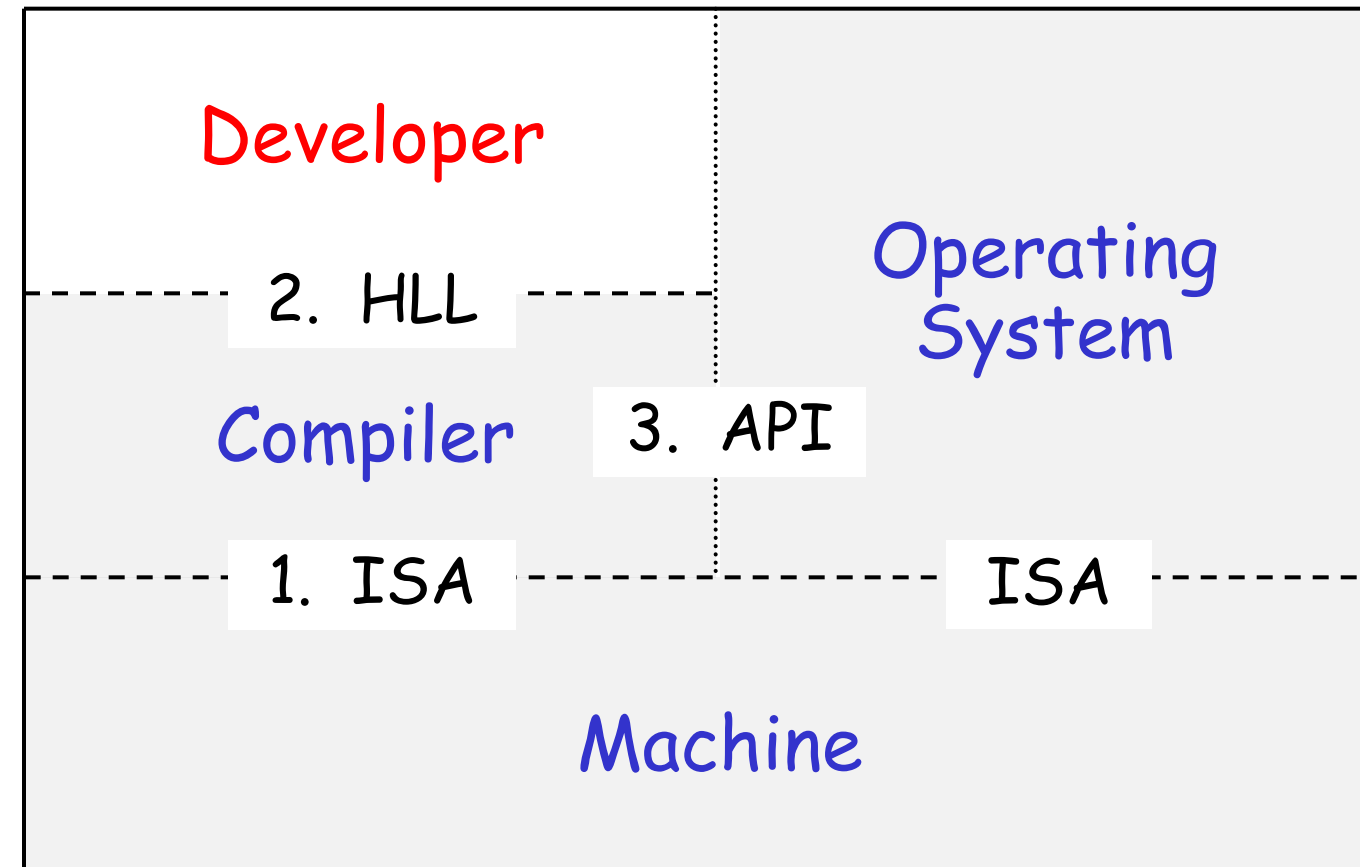 Developer
2. HLL
Operating
System
Compiler
3. API
1. ISA
ISA
Machine